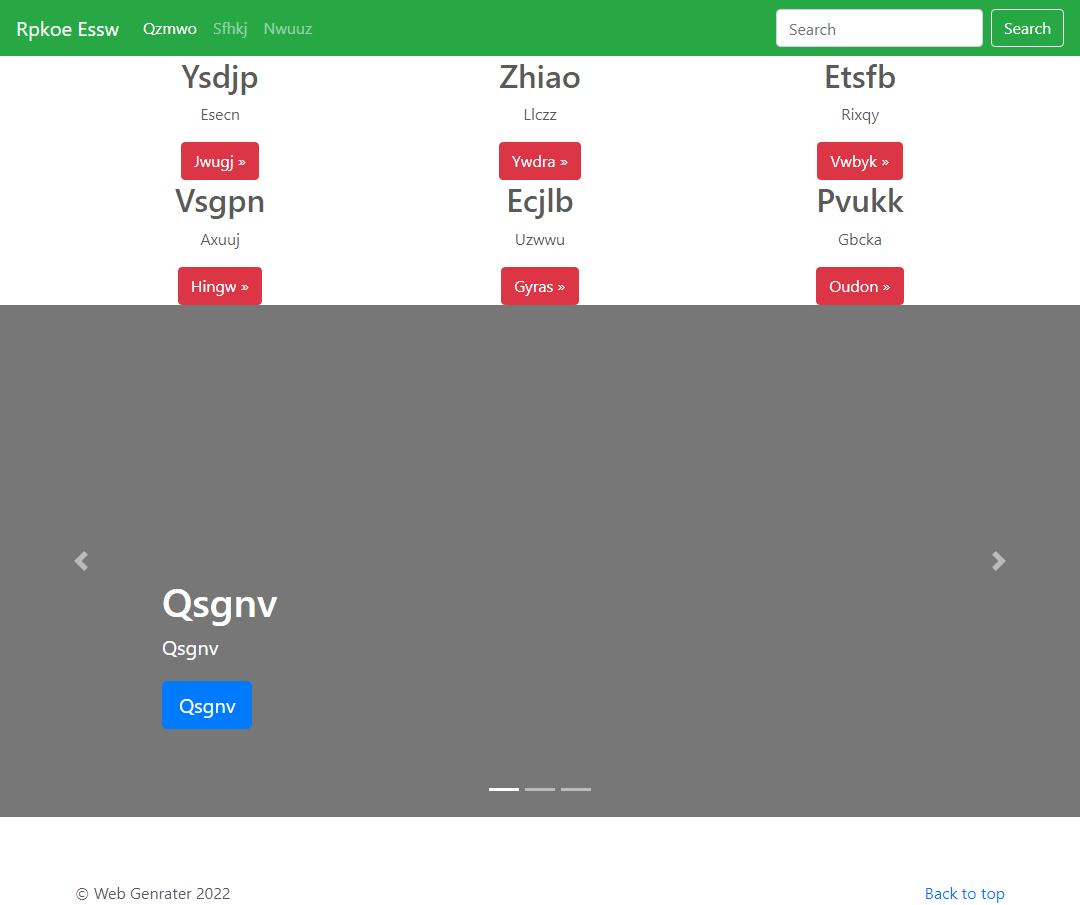 Rpkoe Essw Qzmwo Sfhkj Nwuuz Search Search
Ysdjp Zhiao Etsfb
Esecn Llczz Rixqy
Jwugj » Ywdra » Vwbyk »
Vsgpn Ecjlb Pvukk
Axuuj Uzwwu Gbcka
Hingw » Gyras » Oudon »
Qsgnv
Qsgnv
Qsgnv
© Web Genrater 2022 Back to top